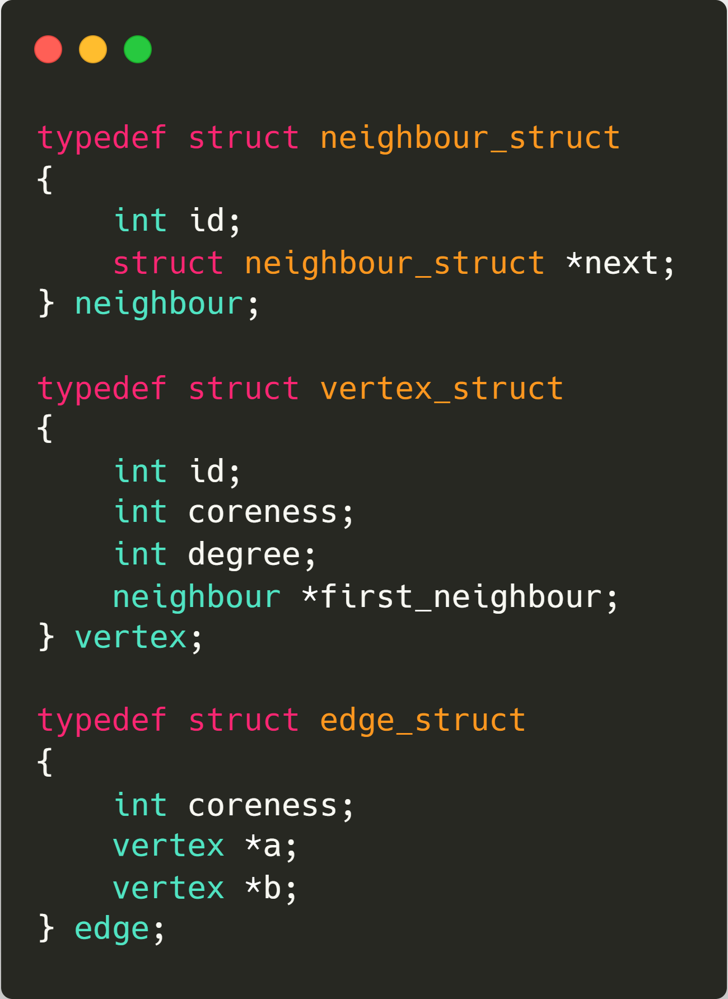 typedef struct neighbour_struct
{
    int id;
    struct neighbour_struct *next;
} neighbour;

typedef struct vertex_struct
{
    int id;
    int coreness;
    int degree;
    neighbour *first_neighbour;
} vertex;

typedef struct edge_struct
{
    int coreness;
    vertex *a;
    vertex *b;
} edge;